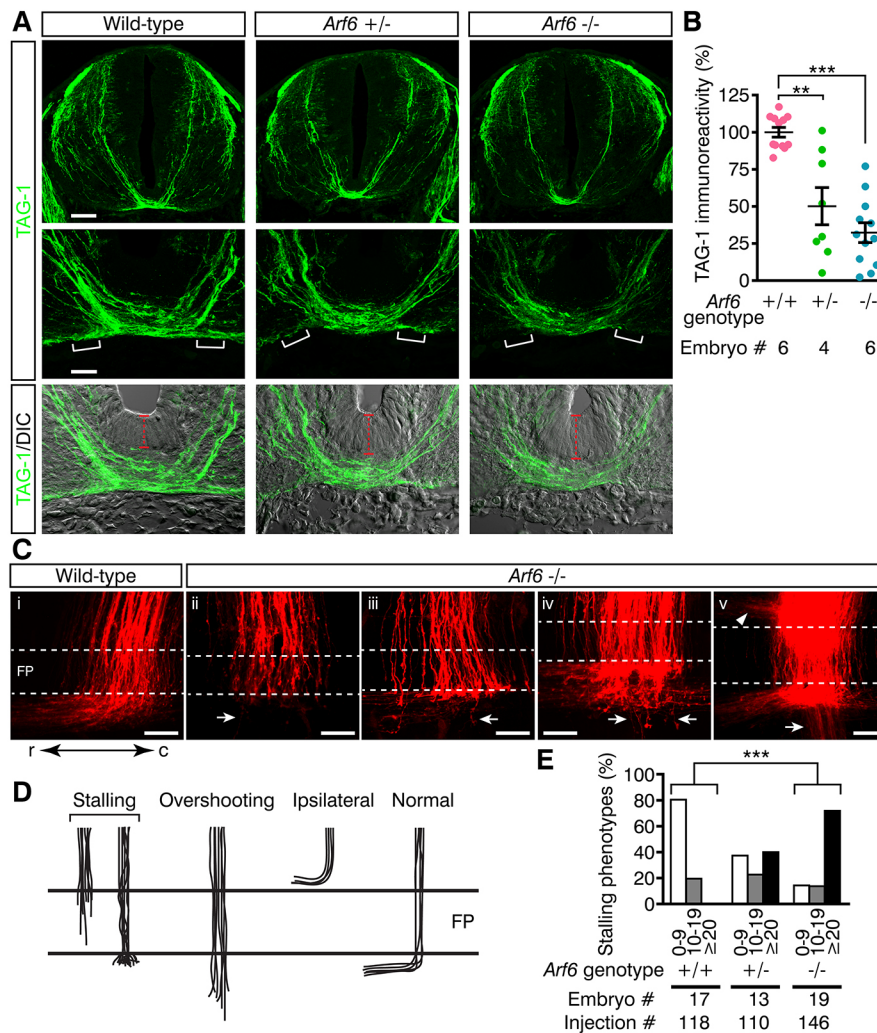 A
Wild-type
Arf6 +/-
Arf6 -/-
TAG-1
TAG-1/DIC
B
TAG-1 immunoreactivity (%)
***
**
125
100
75
50
25
0
Arf6 genotype +/+ +/- -/-
Embryo # 6 4 6
C
Wild-type
Arf6 -/-
i
ii
iii
iv
v
FP
r
c
D
Stalling
Overshooting
Ipsilateral
Normal
FP
E
Stalling phenotypes (%)
***
80
60
40
20
0
0-9 10-19 ≥20 0-9 10-19 ≥20 0-9 10-19 ≥20
Arf6 genotype +/+ +/- -/-
Embryo # 17 13 19
Injection # 118 110 146